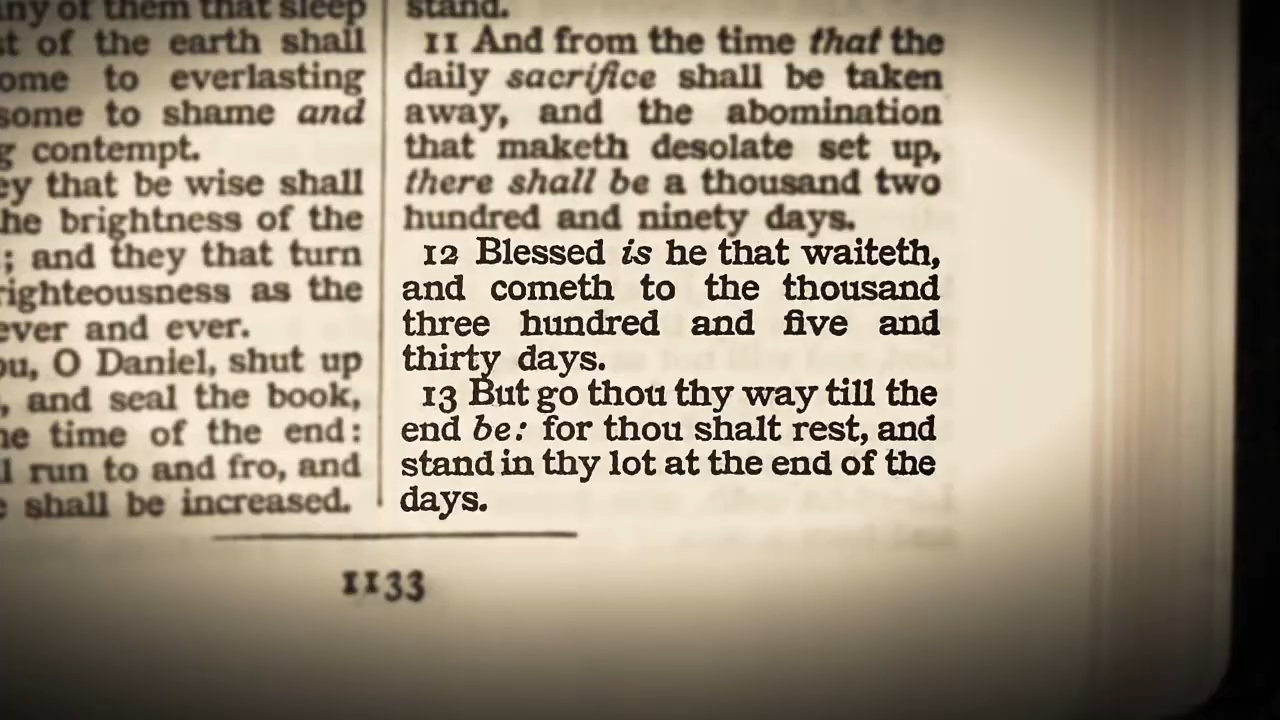 any of them that sleep
of the earth shall
to everlasting
some to shame and
contempt.
that be wise shall
brightness of the
; and they that turn
righteousness as the
ever and ever.
O Daniel, shut up
, and seal the book,
time of the end:
run to and fro, and
shall be increased.
stand.
11 And from the time that the
daily sacrifice shall be taken
away, and the abomination
that maketh desolate set up,
there shall be a thousand two
hundred and ninety days.
12 Blessed is he that waiteth,
and cometh to the thousand
three hundred and five and
thirty days.
13 But go thou thy way till the
end be: for thou shalt rest, and
stand in thy lot at the end of the
days.
1133